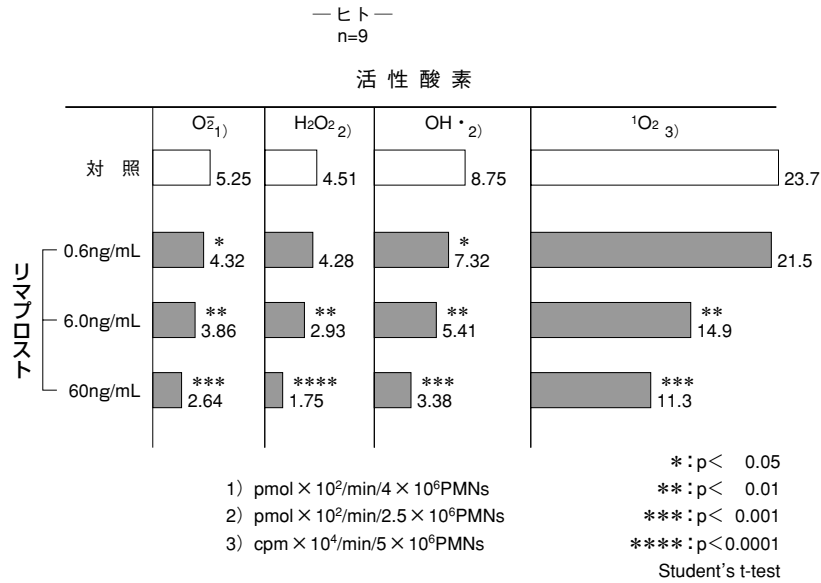 — ヒト —
n=9
活 性 酸 素
O₂⁻ 1) H₂O₂ 2) OH・ 2) ¹O₂ 3)
対 照 5.25 4.51 8.75 23.7
リマプロスト
0.6ng/mL * 4.32 4.28 * 7.32 21.5
6.0ng/mL ** 3.86 ** 2.93 ** 5.41 ** 14.9
60ng/mL *** 2.64 **** 1.75 *** 3.38 *** 11.3
1) pmol×10²/min/4×10⁶PMNs
2) pmol×10²/min/2.5×10⁶PMNs
3) cpm×10⁴/min/5×10⁶PMNs
*:p< 0.05
**:p< 0.01
***:p< 0.001
****:p<0.0001
Student's t-test